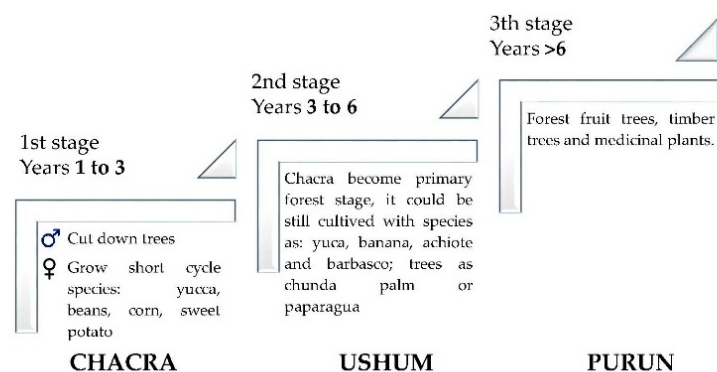 1st stage
Years 1 to 3
♂ Cut down trees
♀ Grow short cycle
species: yucca,
beans, corn, sweet
potato
CHACRA
2nd stage
Years 3 to 6
Chacra become primary
forest stage, it could be
still cultivated with species
as: yuca, banana, achiote
and barbasco; trees as
chunda palm or
paparagua
USHUM
3th stage
Years >6
Forest fruit trees, timber
trees and medicinal plants.
PURUN